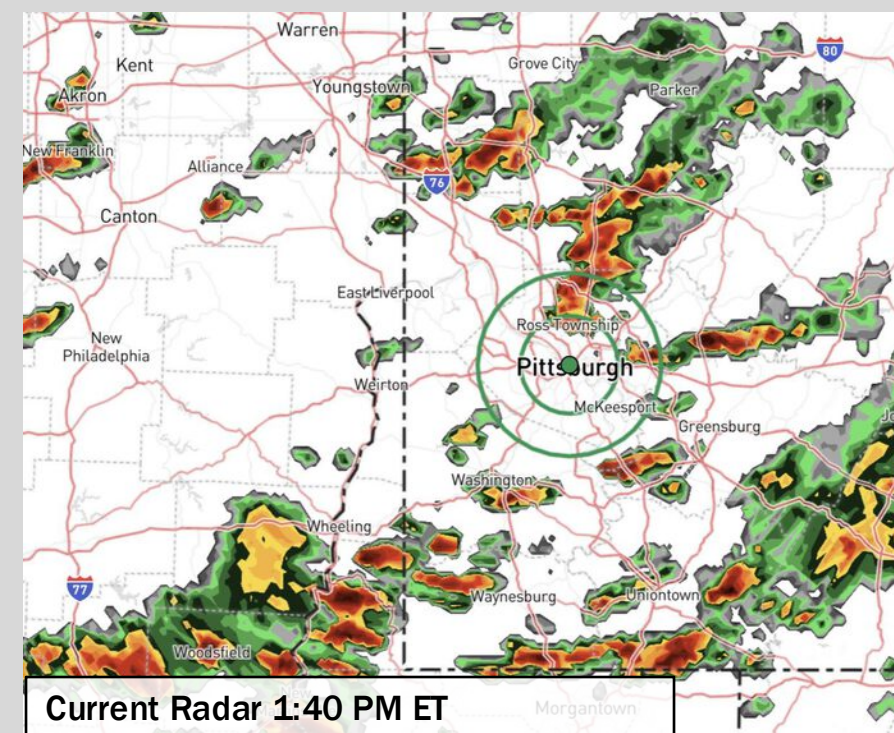 Warren
80
Kent
Grove City
Youngstown
Akron
Parker
New Franklin
Alliance
76
Canton
East Liverpool
Ross Township
New
Philadelphia
Pittsburgh
Weirton
McKeesport
Greensburg
Washington
Wheeling
77
Waynesburg
Uniontown
Woodsfield
Current Radar 1:40 PM ET
Morgantown